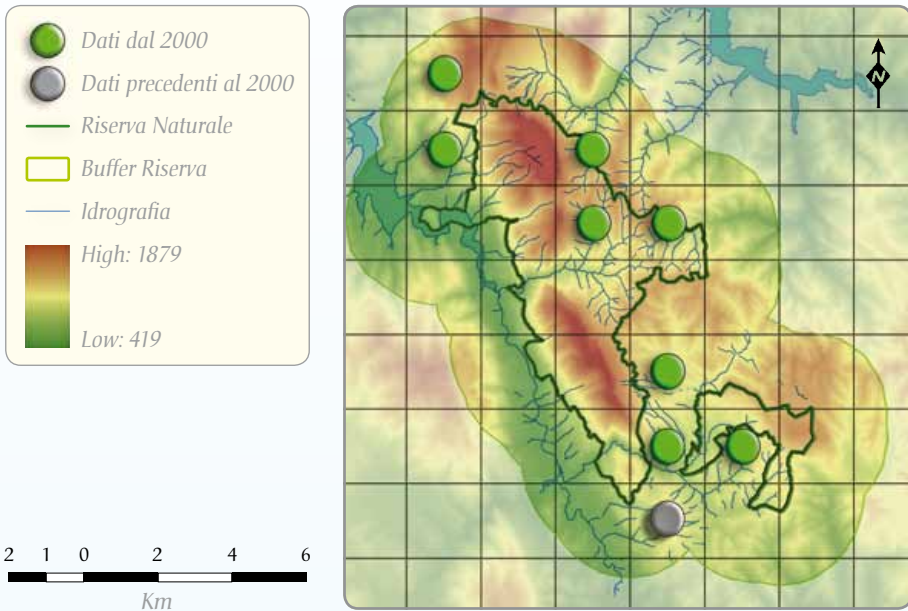 Dati dal 2000
Dati precedenti al 2000
Riserva Naturale
Buffer Riserva
Idrografia
High: 1879
Low: 419
N
2 1 0 2 4 6
Km